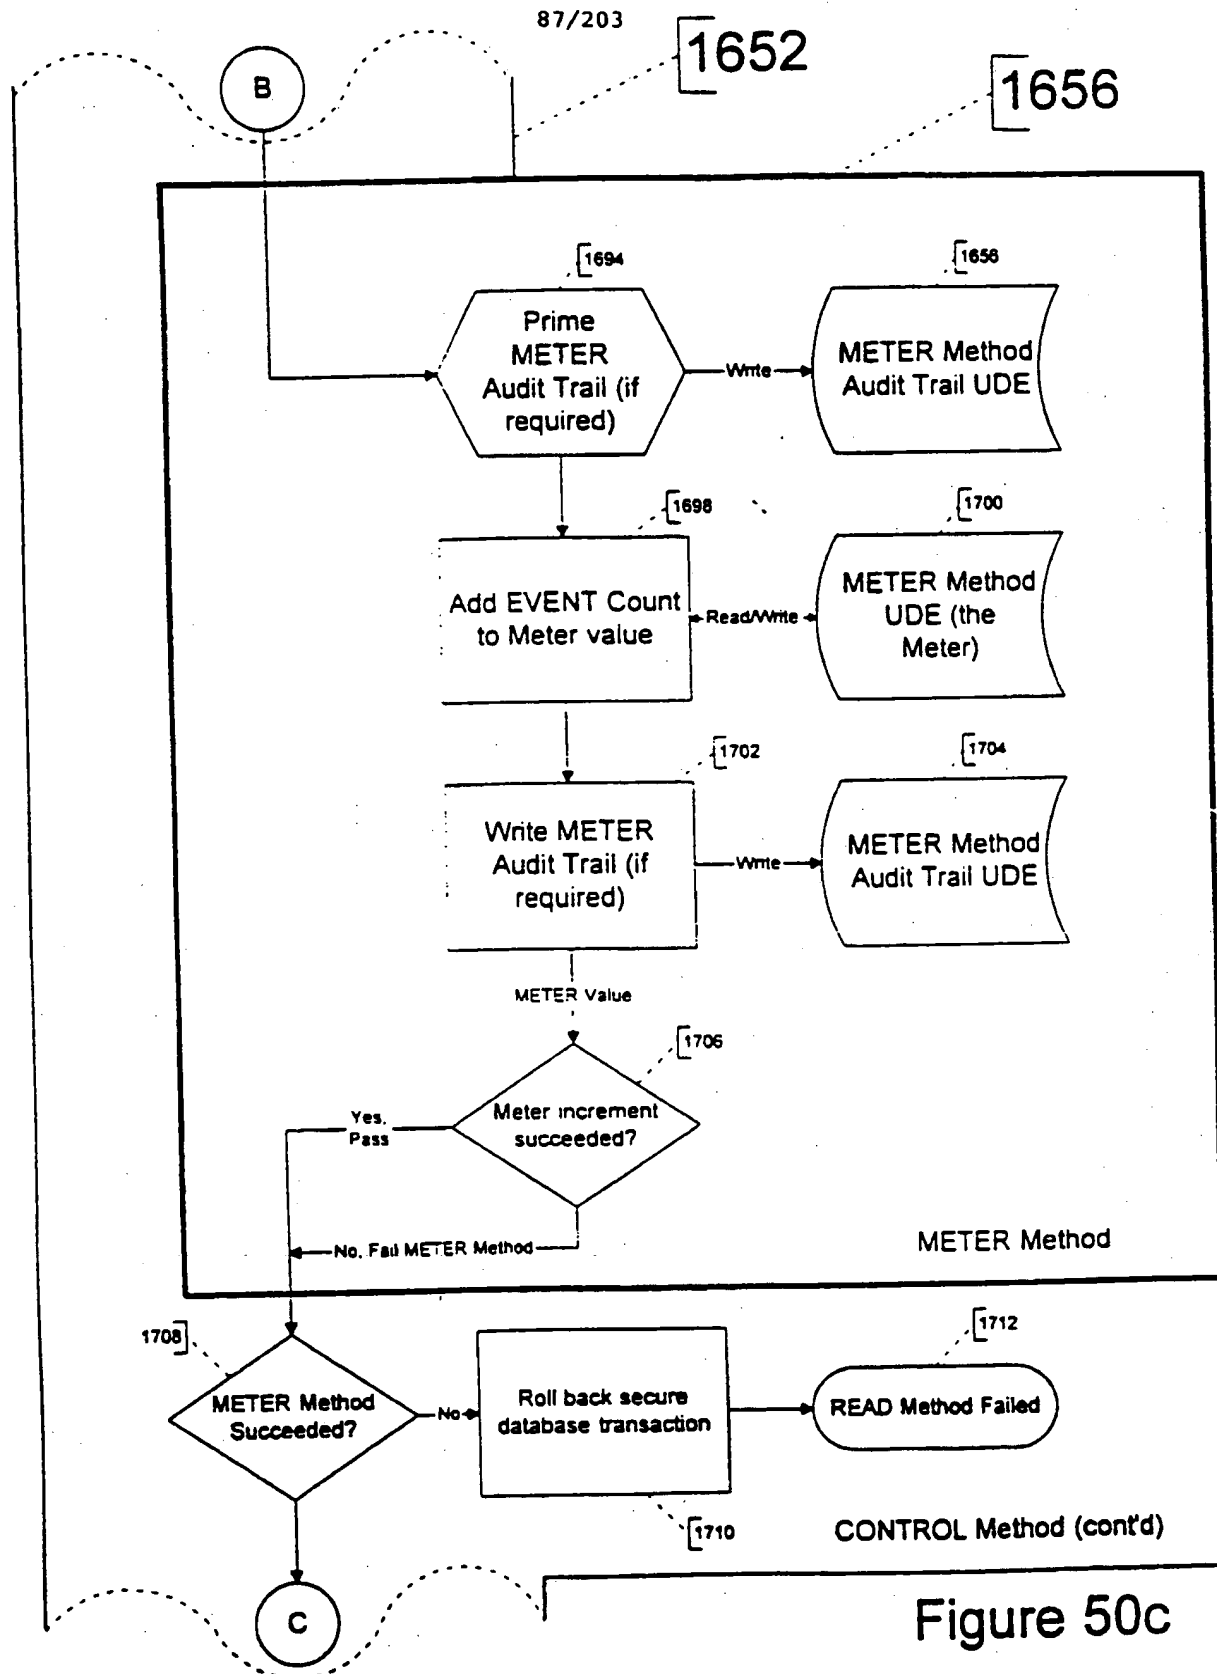 87/203
1652
1656
B
1694
Prime
METER
Audit Trail (if
required)
Write
1656
METER Method
Audit Trail UDE
1698
Add EVENT Count
to Meter value
Read/Write
1700
METER Method
UDE (the
Meter)
1702
Write METER
Audit Trail (if
required)
Write
1704
METER Method
Audit Trail UDE
METER Value
1706
Meter increment
succeeded?
Yes,
Pass
No, Fail METER Method
METER Method
1708
METER Method
Succeeded?
No
Roll back secure
database transaction
1710
1712
READ Method Failed
CONTROL Method (cont'd)
C
Figure 50c